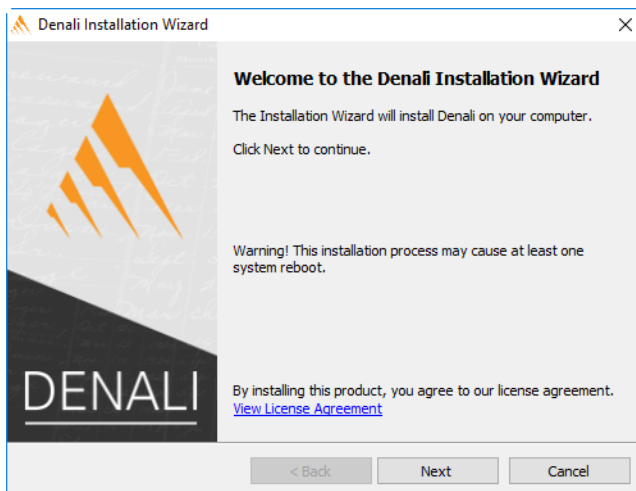 Denali Installation Wizard
Welcome to the Denali Installation Wizard
The Installation Wizard will install Denali on your computer.
Click Next to continue.
Warning! This installation process may cause at least one
system reboot.
DENALI
By installing this product, you agree to our license agreement.
View License Agreement
< Back
Next
Cancel